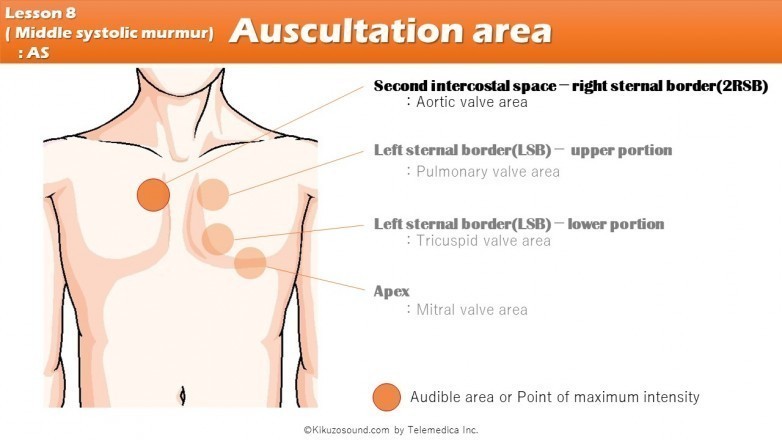 Lesson 8
( Middle systolic murmur)
: AS
Auscultation area
Second intercostal space－right sternal border(2RSB)
：Aortic valve area
Left sternal border(LSB)－ upper portion
：Pulmonary valve area
Left sternal border(LSB)－lower portion
：Tricuspid valve area
Apex
：Mitral valve area
Audible area or Point of maximum intensity
©Kikuzosound.com by Telemedica Inc.